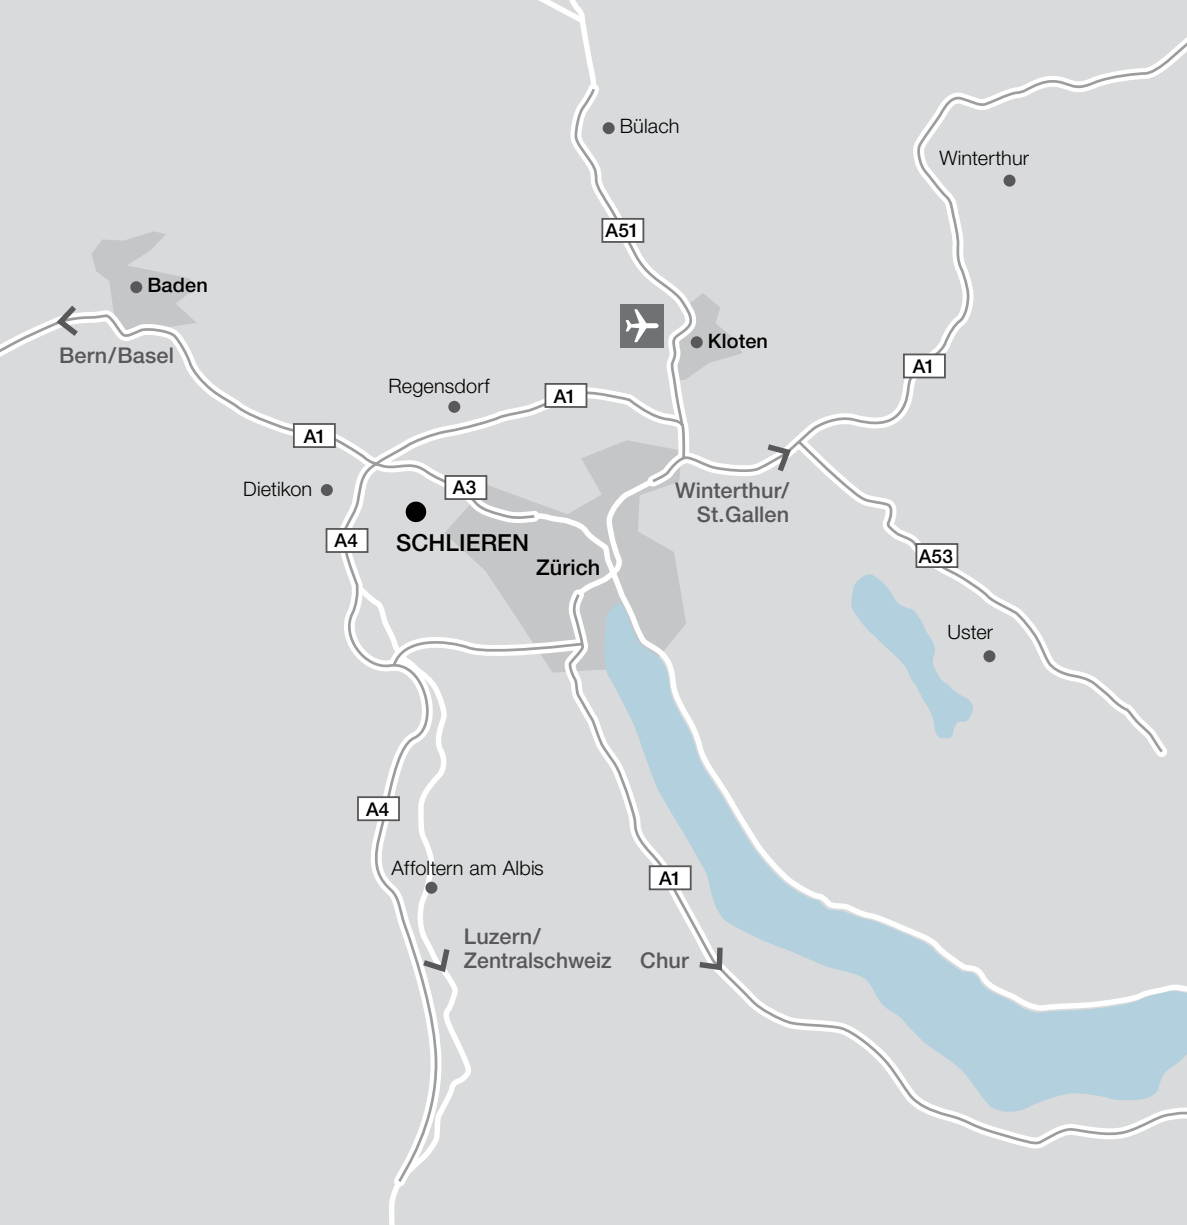 Bülach
Winterthur
A51
Baden
Kloten
Bern/Basel
A1
Regensdorf
A1
A1
Dietikon
A3
Winterthur/
St.Gallen
A4
SCHLIEREN
A53
Zürich
Uster
A4
Affoltern am Albis
A1
Luzern/
Zentralschweiz
Chur